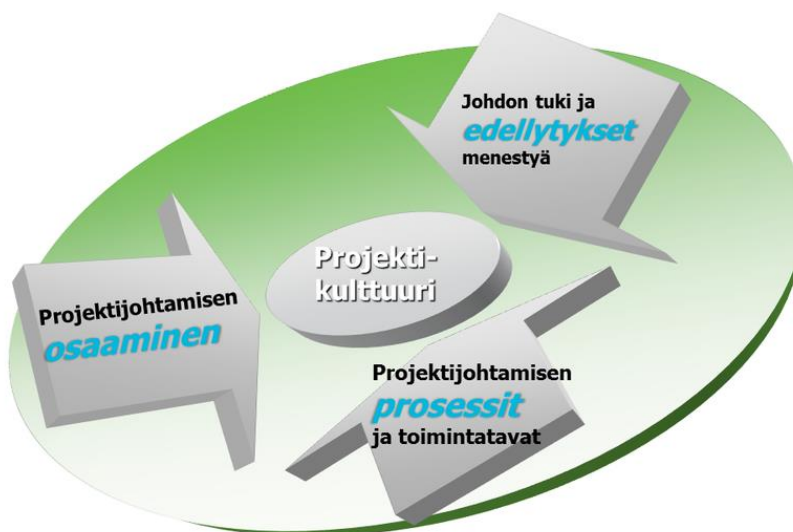 Johdon tuki ja
edellytykset
menestyä
Projekti-
kulttuuri
Projektijohtamisen
osaaminen
Projektijohtamisen
prosessit
ja toimintatavat